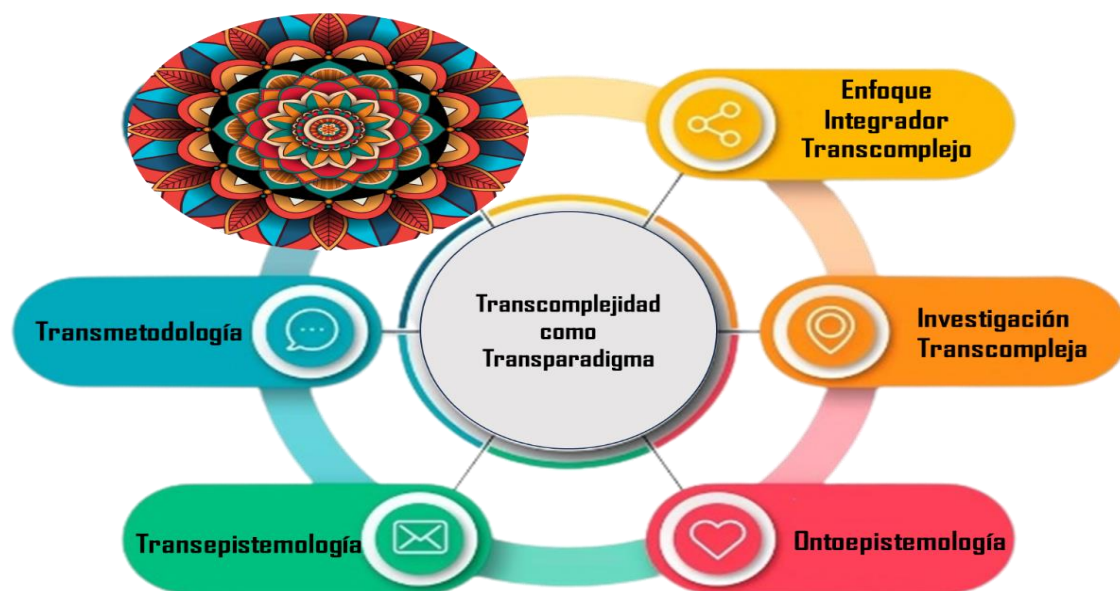 Enfoque
Integrador
Transcomplejo
Transcomplejidad
como
Transparadigma
Transmetodología
Investigación
Transcompleja
Transepistemología
Ontoepistemología